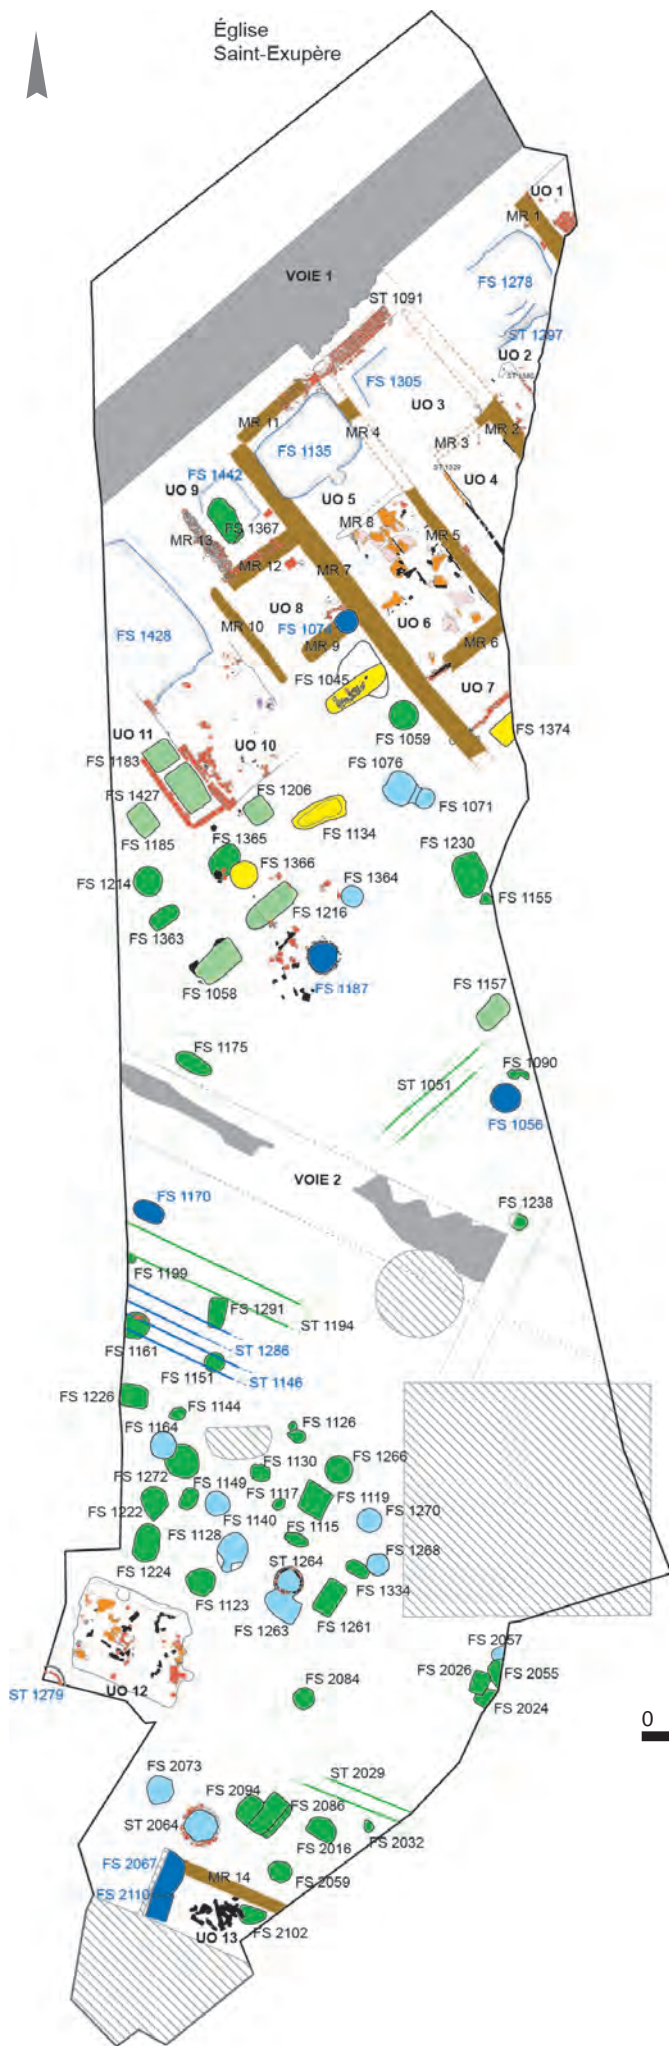 Église
Saint-Exupère
UO 1
MR 1
FS 1278
VOIE 1
ST 1091
ST 1297
UO 2
FS 1305
UO 3
MR 11
MR 4
MR 3
MR 2
FS 1135
FS 1442
ST 1029
UO 4
UO 9
UO 5
FS 1367
MR 8
MR 5
MR 13
MR 12
MR 7
UO 8
FS 1074
UO 6
MR 10
MR 9
MR 6
FS 1428
FS 1045
UO 7
UO 11
UO 10
FS 1059
FS 1374
FS 1183
FS 1076
FS 1427
FS 1206
FS 1071
FS 1134
FS 1185
FS 1365
FS 1230
FS 1366
FS 1214
FS 1364
FS 1155
FS 1216
FS 1363
FS 1058
FS 1187
FS 1157
FS 1175
FS 1090
ST 1051
FS 1056
VOIE 2
FS 1170
FS 1238
FS 1199
FS 1291
ST 1194
ST 1286
FS 1161
FS 1151
ST 1146
FS 1226
FS 1144
FS 1164
FS 1126
FS 1130
FS 1266
FS 1272
FS 1149
FS 1117
FS 1119
FS 1222
FS 1140
FS 1270
FS 1128
FS 1115
FS 1224
ST 1264
FS 1268
FS 1123
FS 1334
FS 1263
FS 1261
FS 2057
FS 2026
FS 2055
FS 2084
FS 2024
ST 1279
UO 12
0
FS 2073
ST 2029
FS 2094
FS 2086
ST 2064
FS 2016
FS 2032
FS 2067
MR 14
FS 2059
FS 2110
UO 13
FS 2102